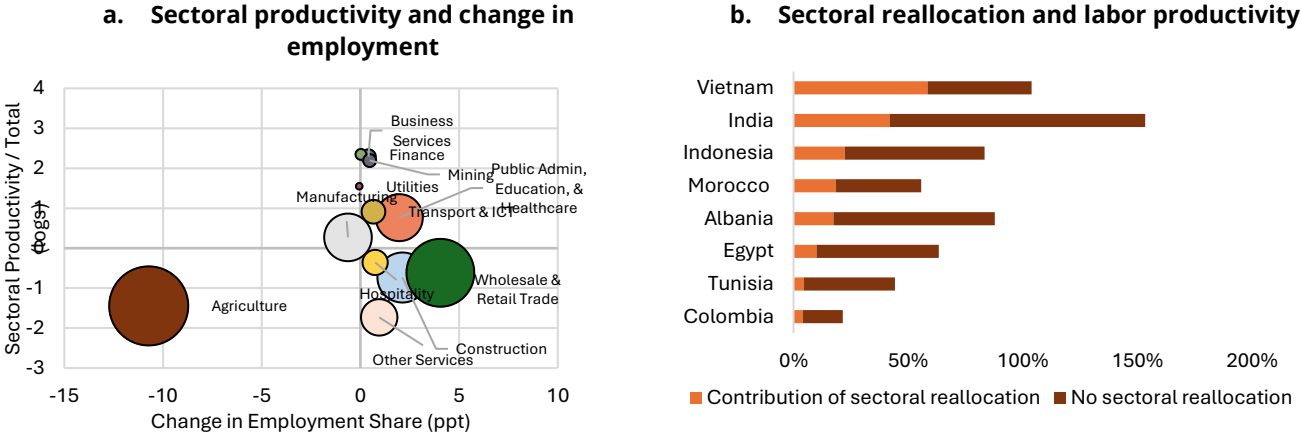 a. Sectoral productivity and change in
employment
Sectoral Productivity / Total
(logs)
4
3
2
1
0
-1
-2
-3
-15
-10
-5
0
5
10
Change in Employment Share (ppt)
Business
Services
Finance
Mining
Public Admin,
Education, &
Healthcare
Utilities
Manufacturing
Transport & ICT
Wholesale &
Retail Trade
Hospitality
Agriculture
Construction
Other Services
b. Sectoral reallocation and labor productivity
Vietnam
India
Indonesia
Morocco
Albania
Egypt
Tunisia
Colombia
0%
50%
100%
150%
200%
Contribution of sectoral reallocation
No sectoral reallocation